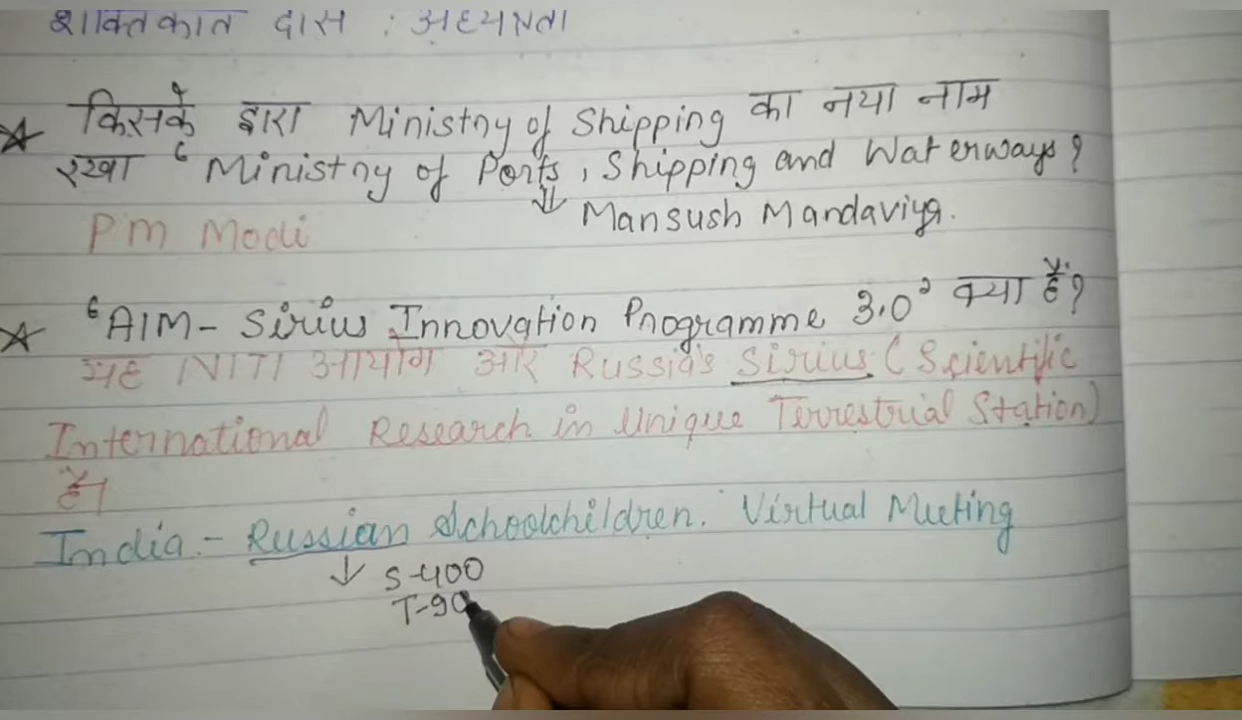 शक्तिकांत दास : अध्यक्षता
☆ किसके द्वारा Ministry of Shipping का नया नाम
रखा 'Ministry of Ports, Shipping and Waterways?
PM Modi ⇓ Mansush Mandaviya.
☆ 'AIM- Sirius Innovation Programme 3.0' क्या है?
यह NITI आयोग और Russia's Sirius (Scientific
International Research in Unique Terrestrial Station)
है।
India - Russian Schoolchildren. Virtual Meeting
↓ S-400
T-90